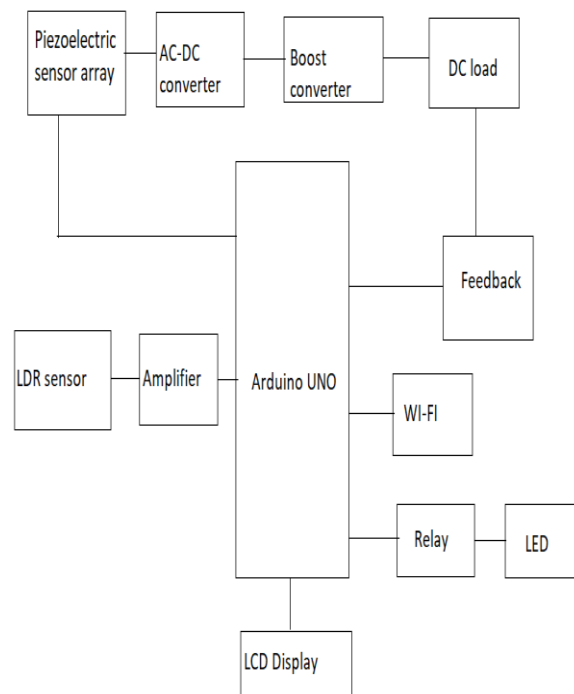 Piezoelectric
sensor array
AC-DC
converter
Boost
converter
DC load
Feedback
LDR sensor
Amplifier
Arduino UNO
WI-FI
Relay
LED
LCD Display